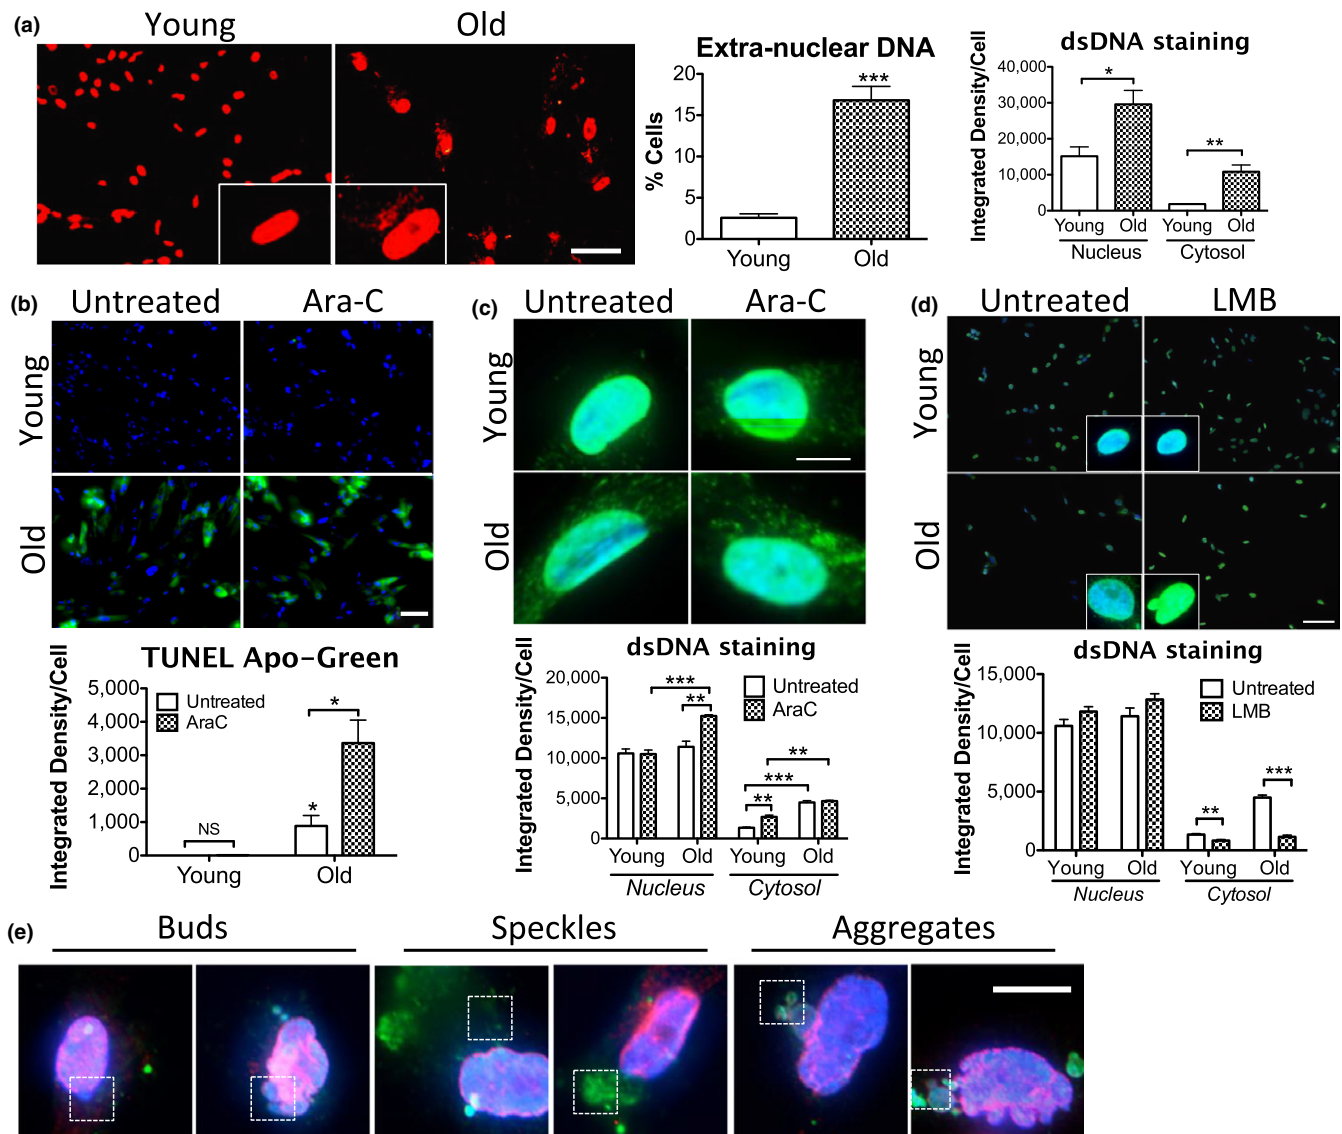 (a)
Young
Old
Extra-nuclear DNA
% Cells
20
15
10
5
0
***
Young
Old
dsDNA staining
Integrated Density/Cell
40,000
30,000
20,000
10,000
0
*
**
Young Old Young Old
Nucleus Cytosol
(b)
Untreated
Ara-C
Young
Old
TUNEL Apo-Green
Integrated Density/Cell
5,000
4,000
3,000
2,000
1,000
0
Untreated
AraC
NS
*
*
Young
Old
(c)
Untreated
Ara-C
Young
Old
dsDNA staining
Integrated Density/Cell
20,000
15,000
10,000
5,000
0
Untreated
AraC
***
**
**
***
**
Young Old Young Old
Nucleus Cytosol
(d)
Untreated
LMB
Young
Old
dsDNA staining
Integrated Density/Cell
15,000
10,000
5,000
0
Untreated
LMB
***
**
Young Old Young Old
Nucleus Cytosol
(e)
Buds
Speckles
Aggregates